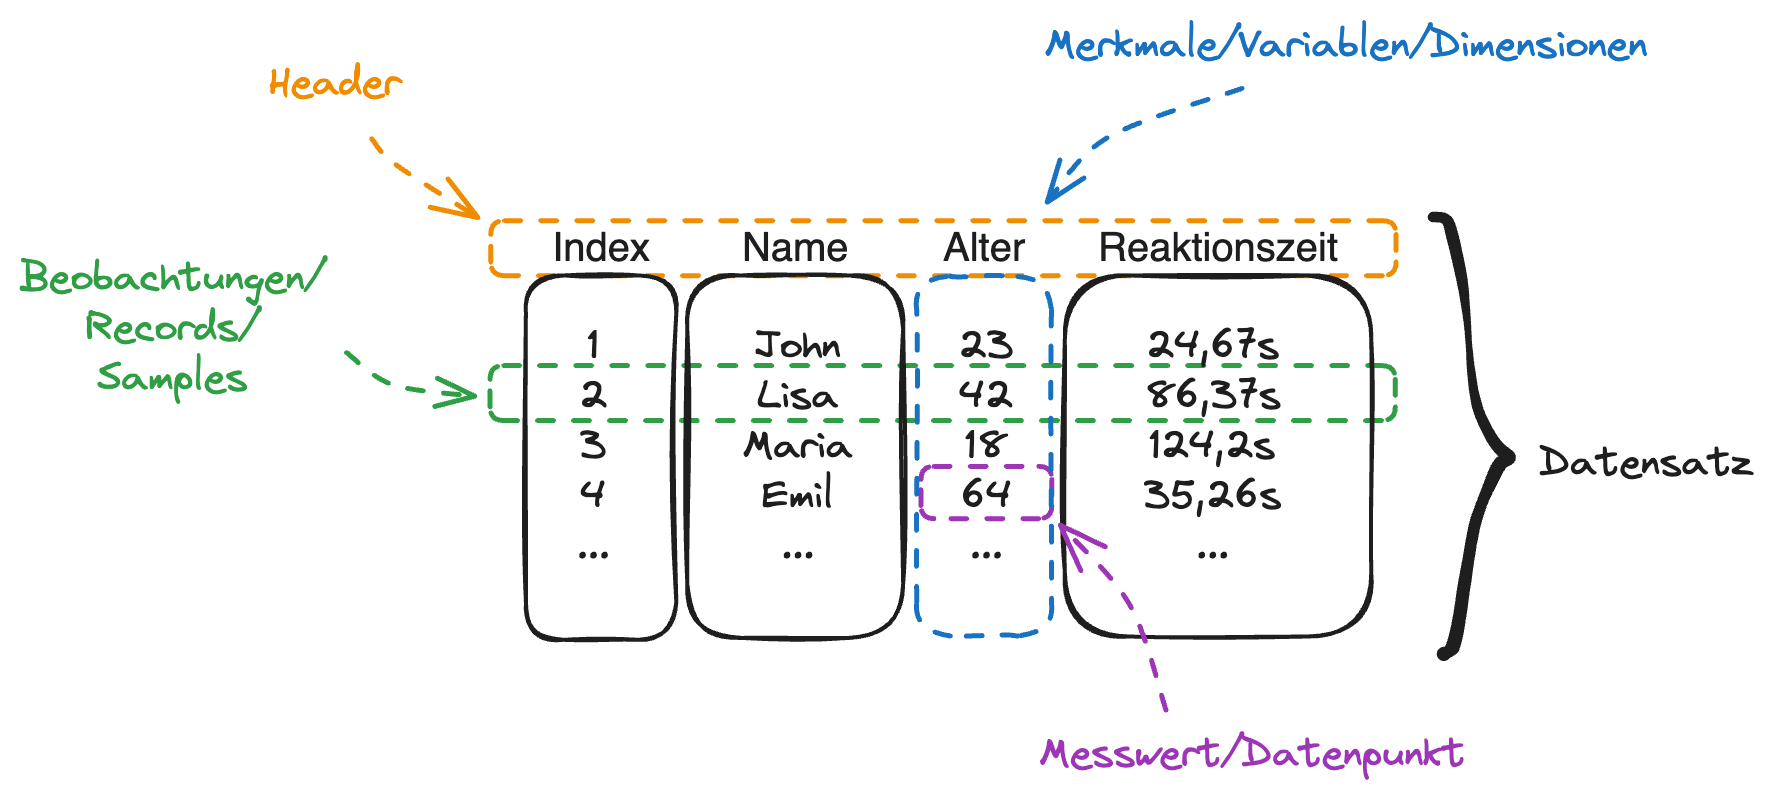 Merkmale/Variablen/Dimensionen
Header
Index Name Alter Reaktionszeit
Beobachtungen/
Records/
Samples
1 John 23 24,67s
2 Lisa 42 86,37s
3 Maria 18 124,2s
4 Emil 64 35,26s
... ... ... ...
Datensatz
Messwert/Datenpunkt